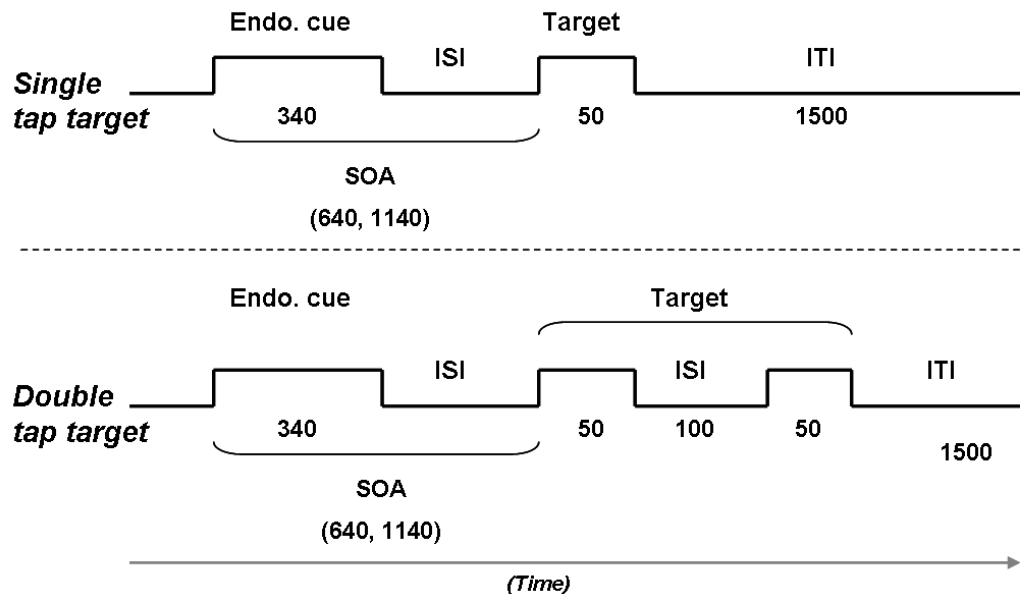 Endo. cue Target
ISI ITI
Single
tap target
340 50 1500
SOA
(640, 1140)
Endo. cue Target
ISI ISI ITI
Double
tap target
340 50 100 50
1500
SOA
(640, 1140)
(Time)